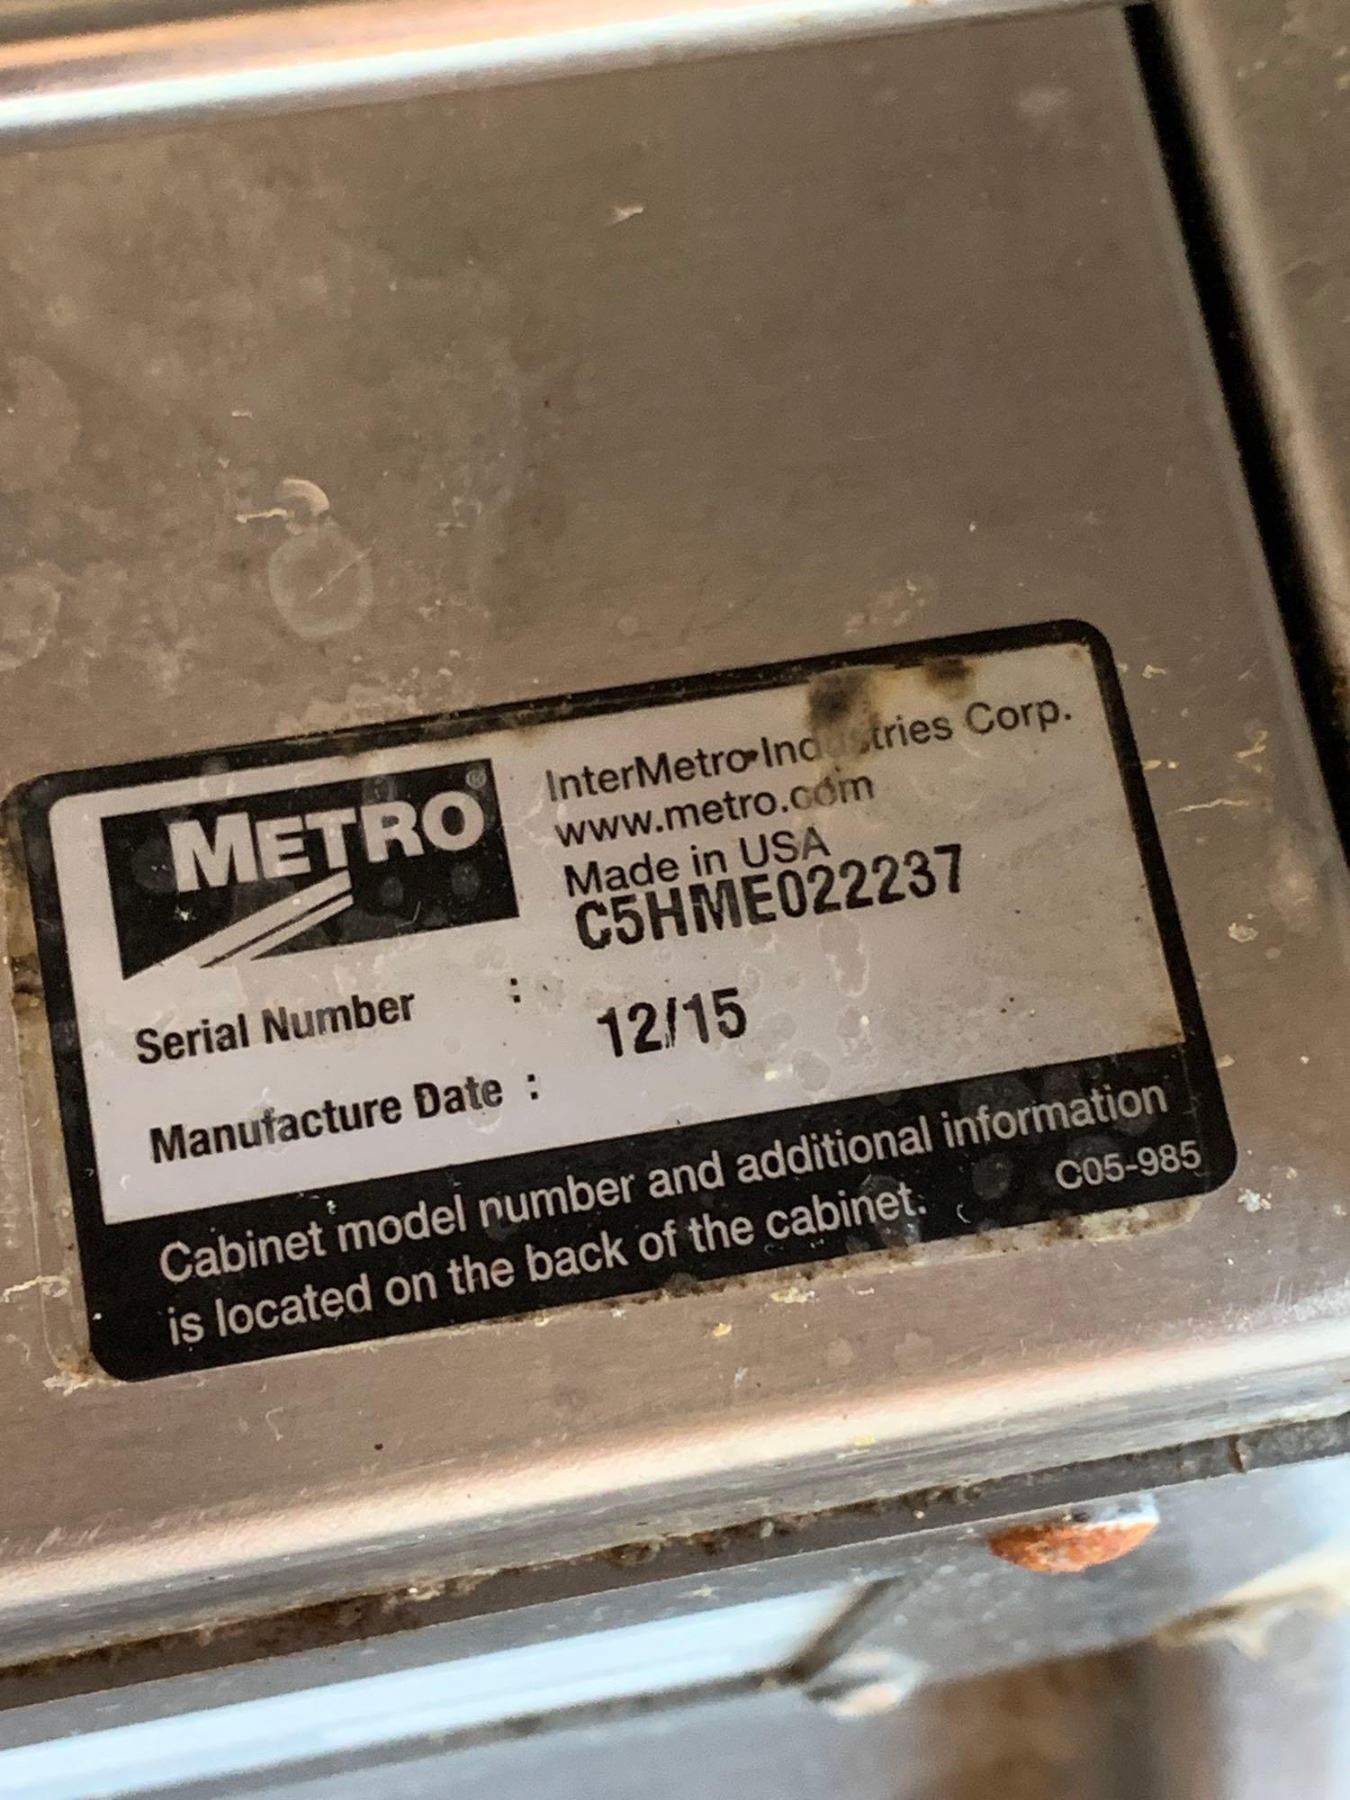 METRO®
InterMetro Industries Corp.
www.metro.com
Made in USA
C5HME022237
Serial Number :
12/15
Manufacture Date :
Cabinet model number and additional information
is located on the back of the cabinet.
C05-985